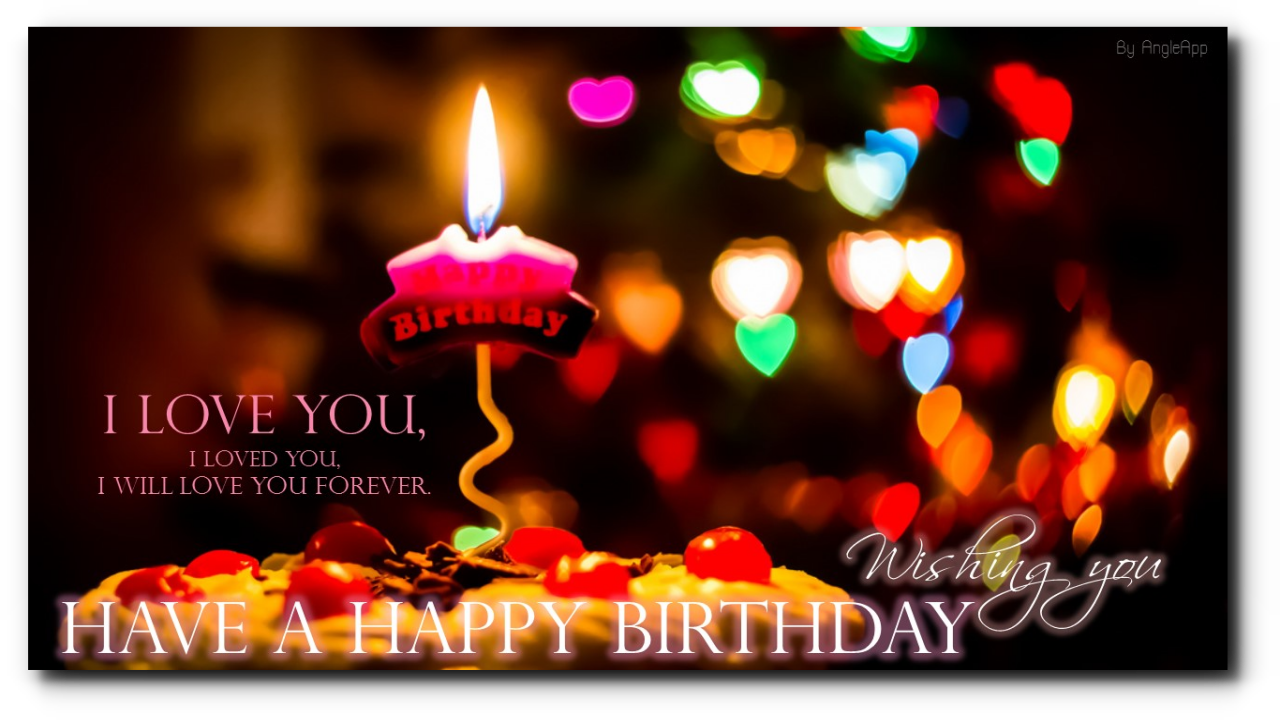 By AngleApp
Happy
Birthday
I LOVE YOU,
I LOVED YOU,
I WILL LOVE YOU FOREVER.
Wishing you
HAVE A HAPPY BIRTHDAY